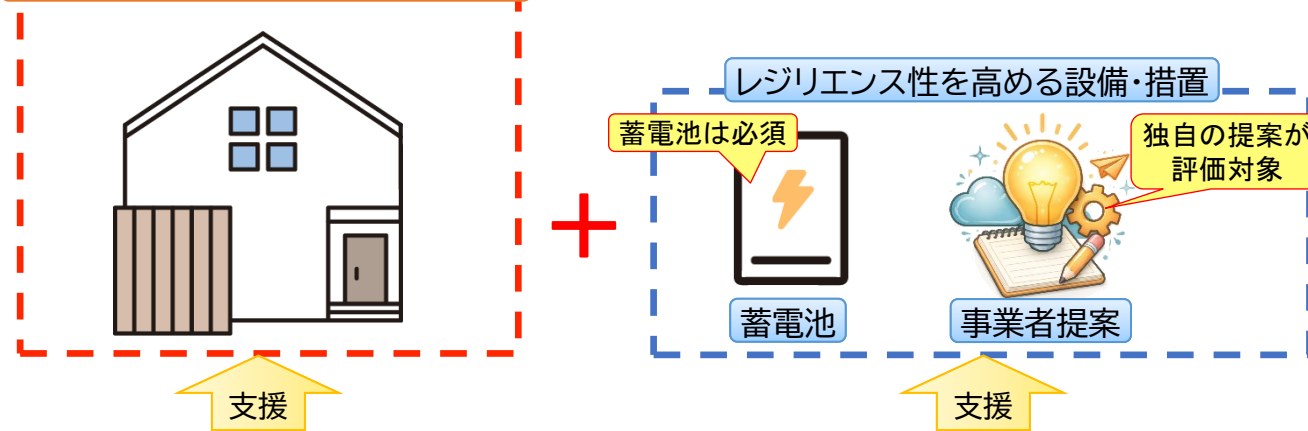 レジリエンス性を高める設備・措置
蓄電池は必須
独自の提案が
評価対象
蓄電池
事業者提案
支援
支援